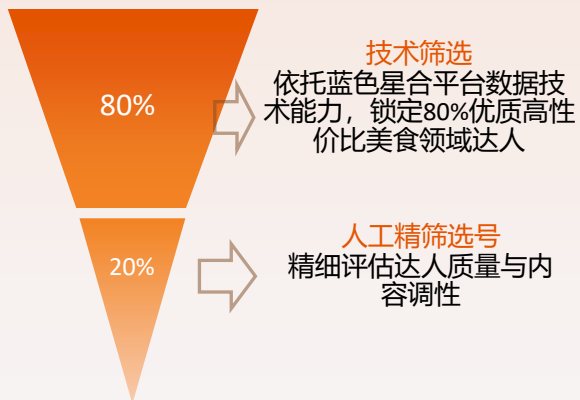 80%
技术筛选
依托蓝色星合平台数据技
术能力，锁定80%优质高性
价比美食领域达人
20%
人工精筛选号
精细评估达人质量与内
容调性